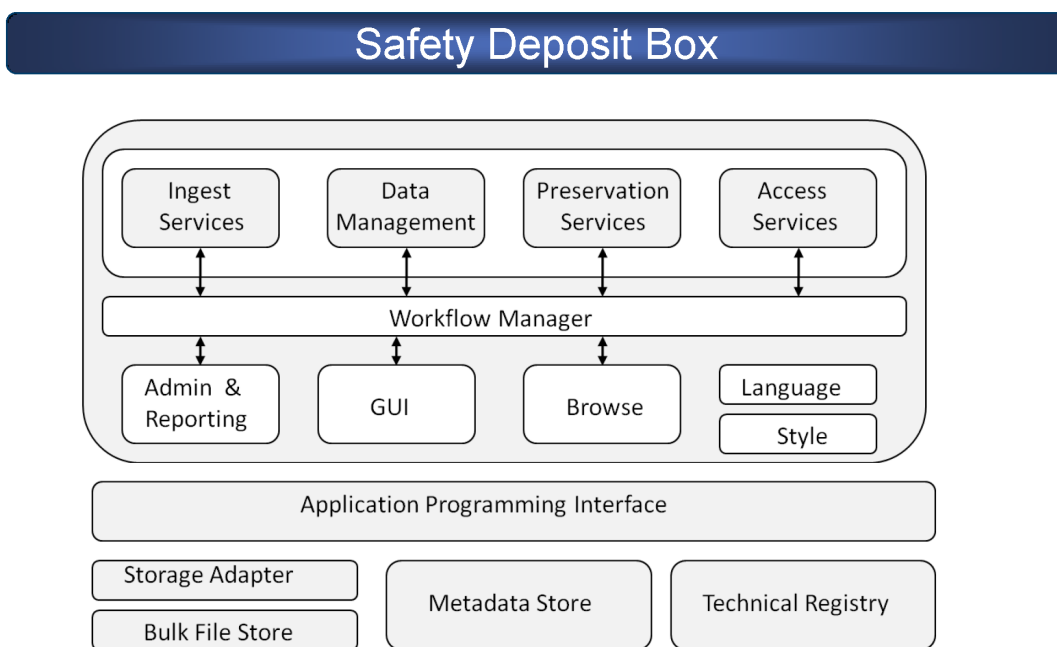 Safety Deposit Box
Ingest
Services
Data
Management
Preservation
Services
Access
Services
Workflow Manager
Admin &
Reporting
GUI
Browse
Language
Style
Application Programming Interface
Storage Adapter
Bulk File Store
Metadata Store
Technical Registry